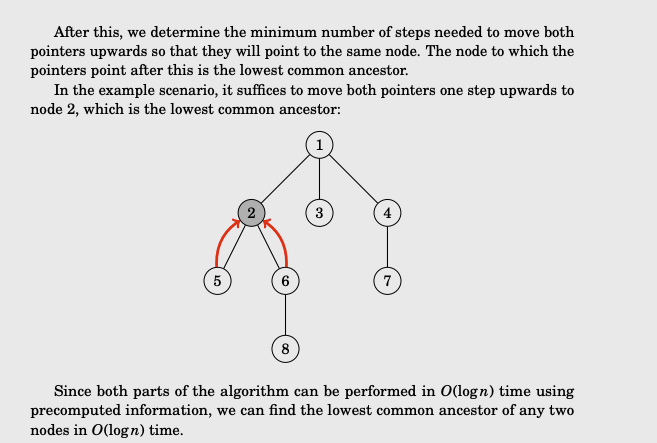 After this, we determine the minimum number of steps needed to move both
pointers upwards so that they will point to the same node. The node to which the
pointers point after this is the lowest common ancestor.
In the example scenario, it suffices to move both pointers one step upwards to
node 2, which is the lowest common ancestor:
1
2 3 4
5 6 7
8
Since both parts of the algorithm can be performed in O(log n) time using
precomputed information, we can find the lowest common ancestor of any two
nodes in O(log n) time.